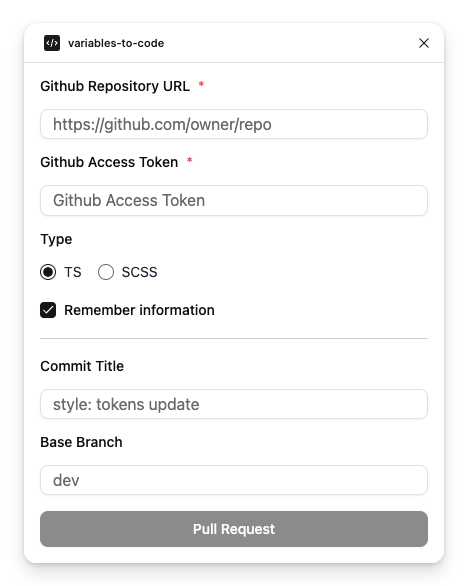 variables-to-code
Github Repository URL *
https://github.com/owner/repo
Github Access Token *
Github Access Token
Type
TS SCSS
Remember information
Commit Title
style: tokens update
Base Branch
dev
Pull Request